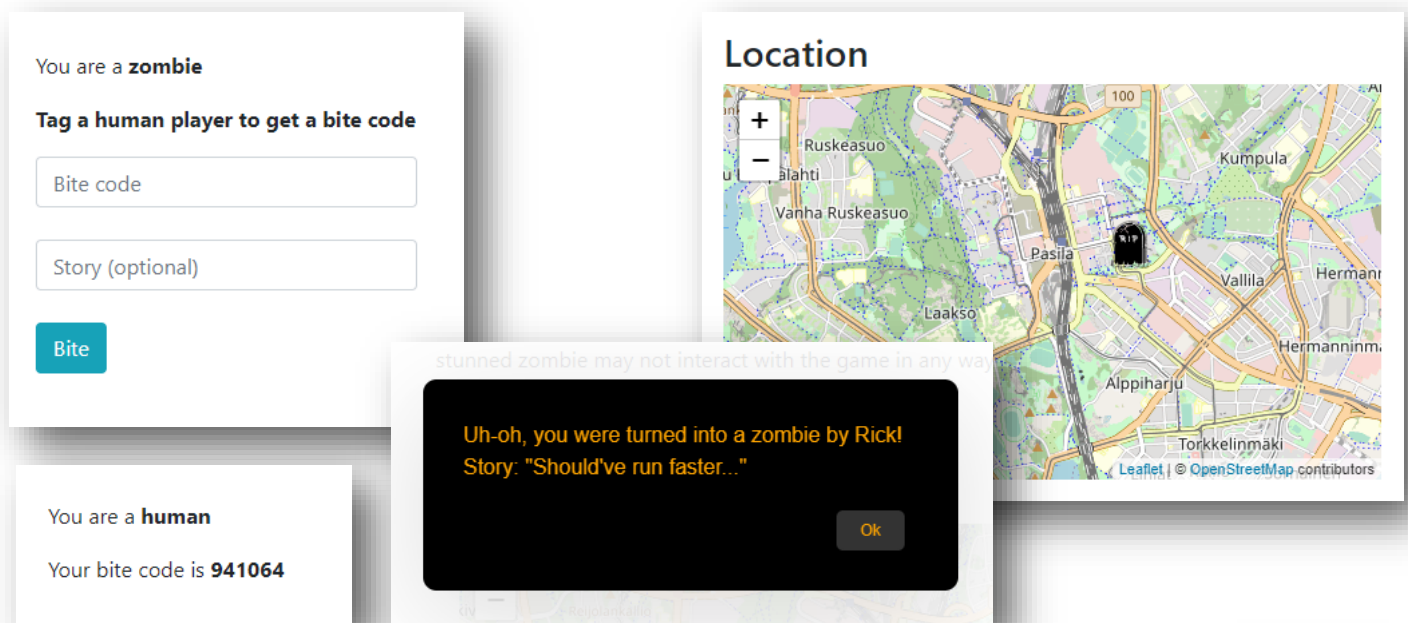 You are a zombie
Tag a human player to get a bite code
Bite code
Story (optional)
Bite
Location
+
−
100
Ruskeasuo
Kumpula
Vanha Ruskeasuo
Pasila
RIP
Vallila
Laakso
Alppiharju
Torkkelinmäki
Leaflet | © OpenStreetMap contributors
stunned zombie may not interact with the game in any way
Uh-oh, you were turned into a zombie by Rick!
Story: "Should've run faster..."
Ok
You are a human
Your bite code is 941064